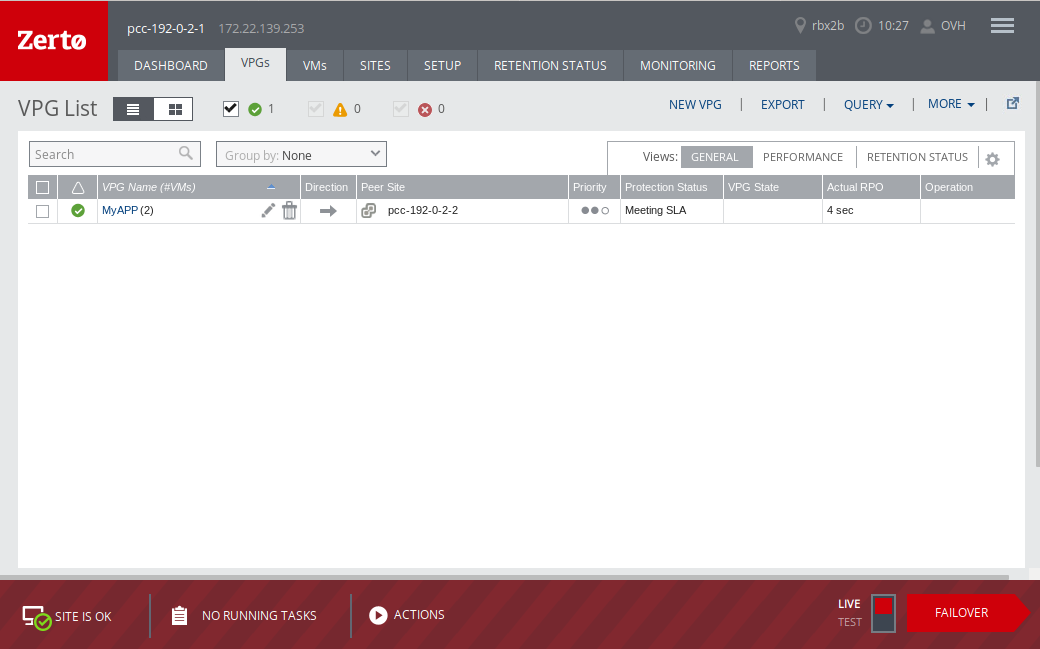 Zerto
pcc-192-0-2-1 172.22.139.253
rbx2b 10:27 OVH
DASHBOARD VPGs VMs SITES SETUP RETENTION STATUS MONITORING REPORTS
VPG List 1 0 0 NEW VPG | EXPORT | QUERY | MORE |
Search Group by: None Views: GENERAL PERFORMANCE RETENTION STATUS
VPG Name (#VMs) Direction Peer Site Priority Protection Status VPG State Actual RPO Operation
MyAPP (2) pcc-192-0-2-2 Meeting SLA 4 sec
SITE IS OK NO RUNNING TASKS ACTIONS LIVE
TEST FAILOVER